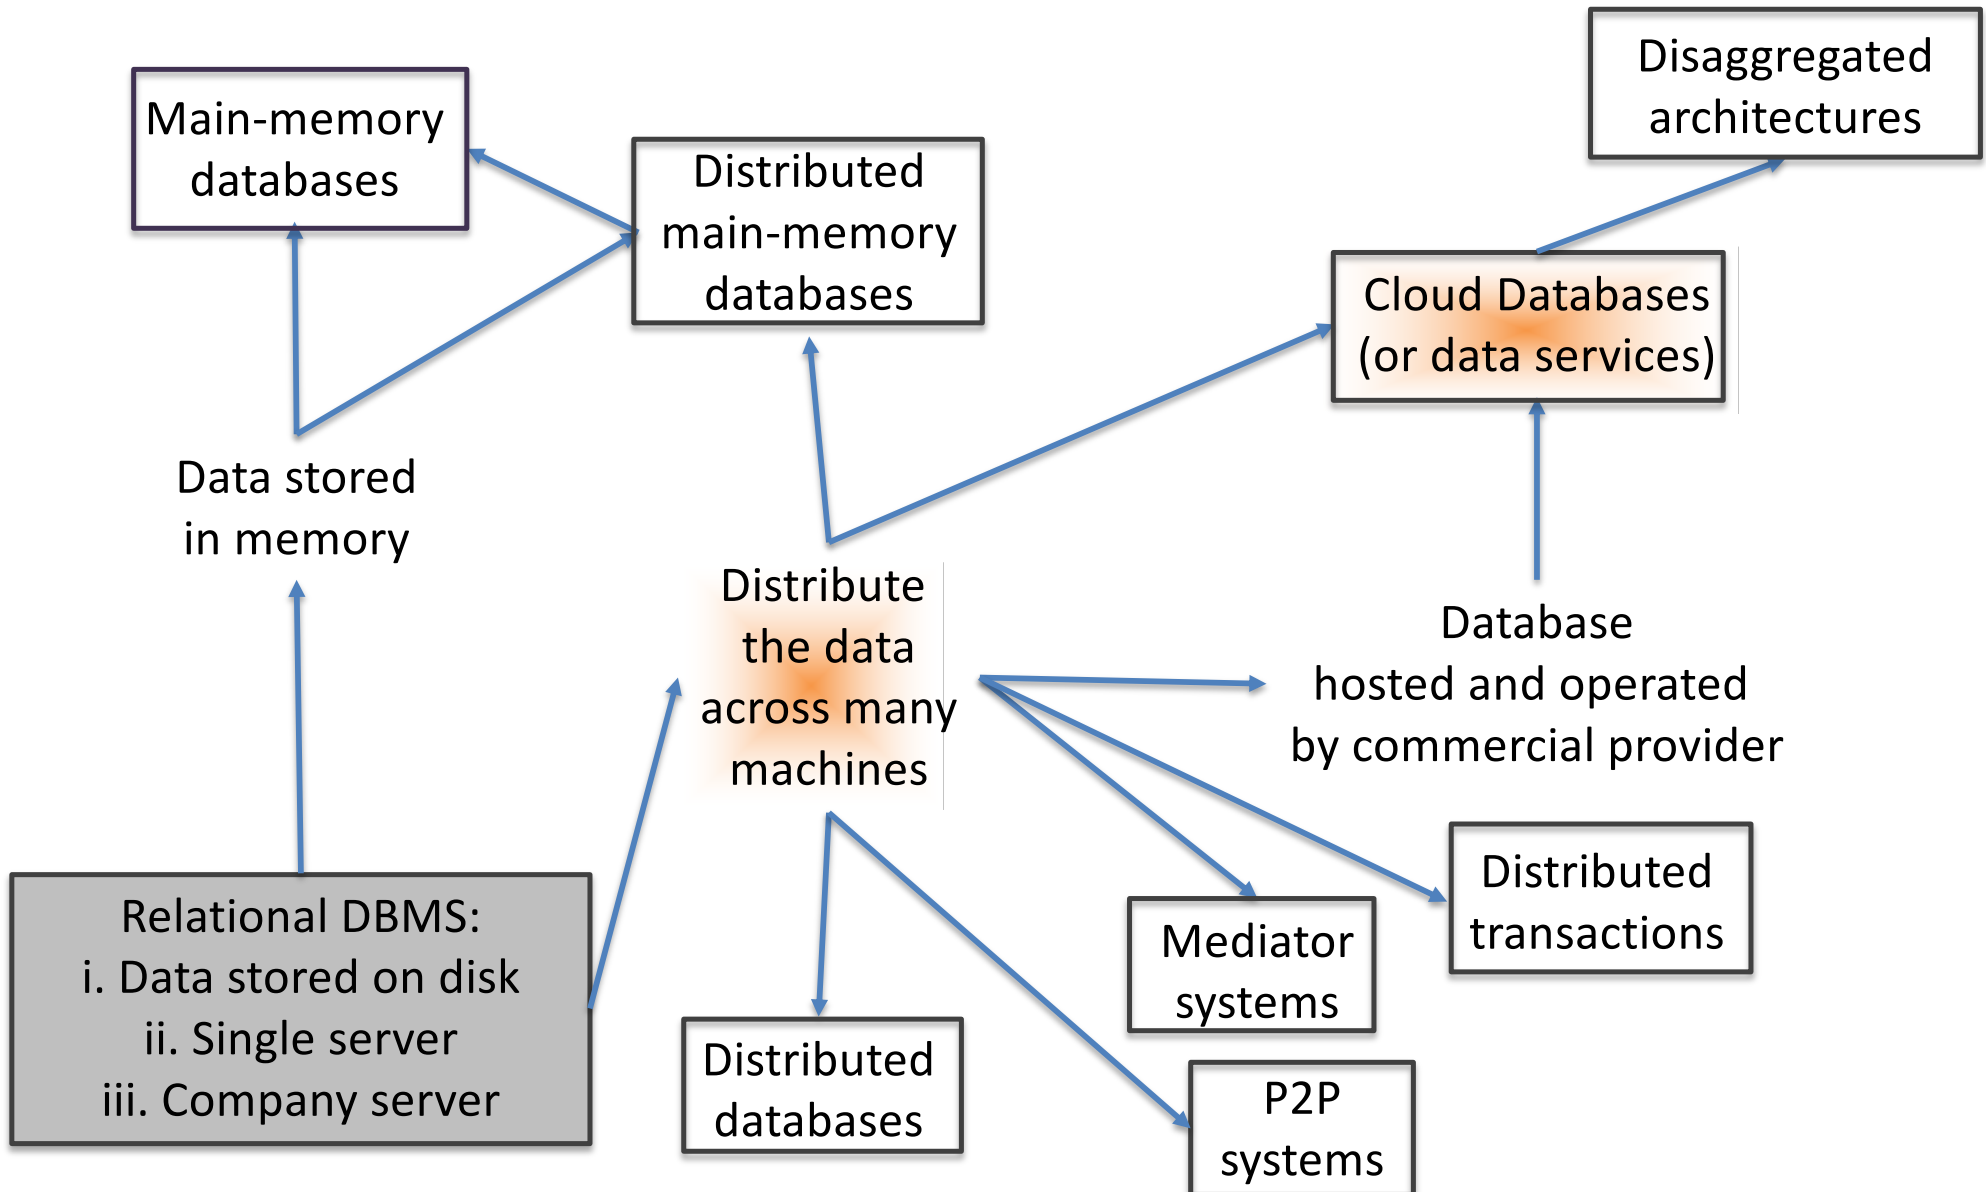 Disaggregated
architectures
Main-memory
databases
Distributed
main-memory
databases
Cloud Databases
(or data services)
Data stored
in memory
Distribute
the data
across many
machines
Database
hosted and operated
by commercial provider
Relational DBMS:
i. Data stored on disk
ii. Single server
iii. Company server
Distributed
transactions
Mediator
systems
Distributed
databases
P2P
systems